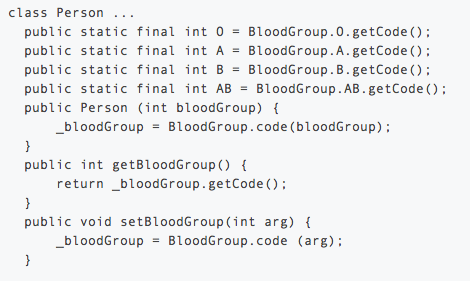 class Person ...
  public static final int O = BloodGroup.O.getCode();
  public static final int A = BloodGroup.A.getCode();
  public static final int B = BloodGroup.B.getCode();
  public static final int AB = BloodGroup.AB.getCode();
  public Person (int bloodGroup) {
      _bloodGroup = BloodGroup.code(bloodGroup);
  }
  public int getBloodGroup() {
      return _bloodGroup.getCode();
  }
  public void setBloodGroup(int arg) {
      _bloodGroup = BloodGroup.code (arg);
  }